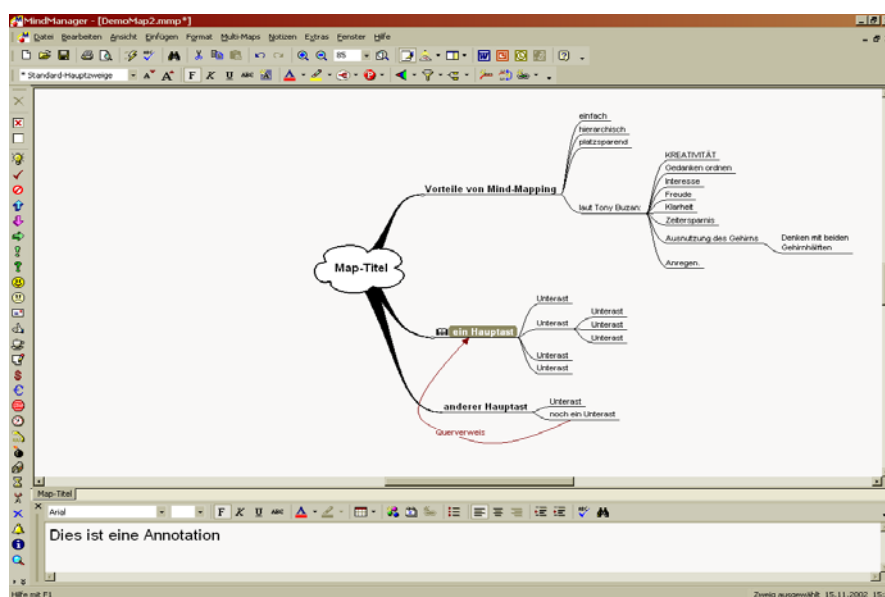 MindManager - [DemoMap2.mmp*]
Datei Bearbeiten Ansicht Einfügen Format Multi-Maps Notizen Extras Fenster Hilfe
85
* Standard-Hauptzweige
F K U ABC
einfach
hierarchisch
platzsparend
Vorteile von Mind-Mapping
laut Tony Buzan:
KREATIVITÄT
Gedanken ordnen
Interesse
Freude
Klarheit
Zeitersparnis
Ausnutzung des Gehirns
Denken mit beiden
Gehirnhälften
Anregen.
Map-Titel
ein Hauptast
Unterast
Unterast
Unterast
Unterast
Unterast
Unterast
Unterast
anderer Hauptast
Unterast
noch ein Unterast
Querverweis
Map-Titel
Arial
F K U ABC
Dies ist eine Annotation
Hilfe mit F1
Zweig ausgewählt 15.11.2002